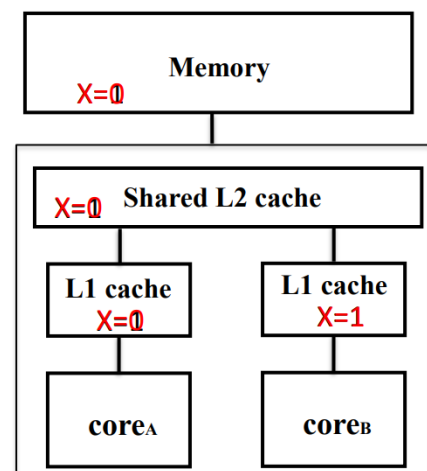 Memory
X=
X=
Shared L2 cache
L1 cache
X=
L1 cache
X=1
coreA
coreB